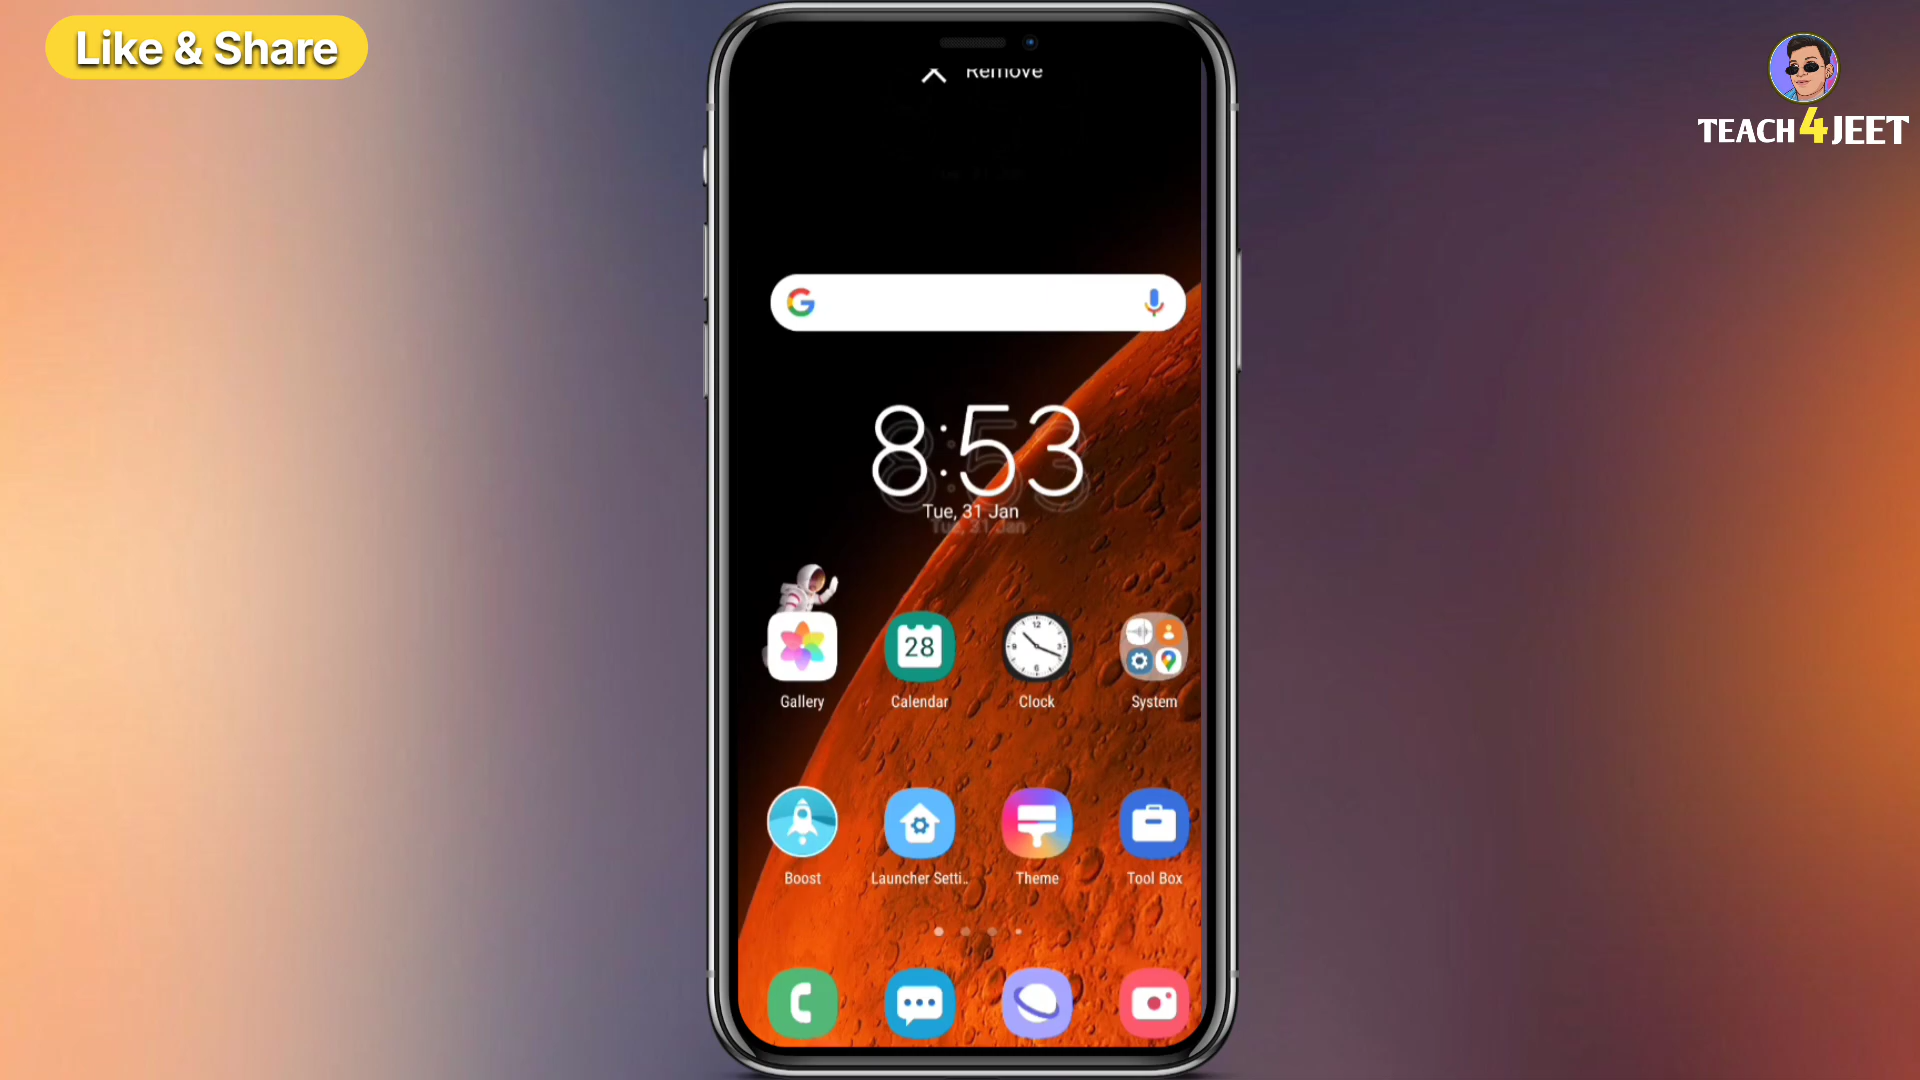 Like & Share
TEACH4JEET
Remove
8:53
Tue, 31 Jan
28
Gallery
Calendar
Clock
System
Boost
Launcher Setti..
Theme
Tool Box